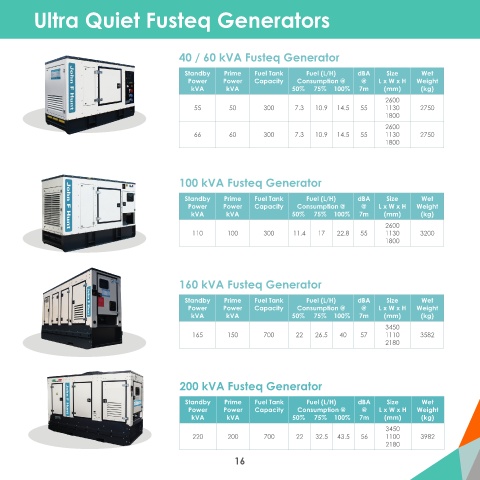 Ultra Quiet Fusteq Generators
40 / 60 kVA Fusteq Generator
Standby Prime Fuel Tank Fuel (L/H) dBA Size Wet
Power Power Capacity Consumption @ @ L x W x H Weight
kVA kVA 50% 75% 100% 7m (mm) (kg)
2600
55 50 300 7.3 10.9 14.5 55 1130 2750
1800
2600
66 60 300 7.3 10.9 14.5 55 1130 2750
1800
John F Hunt
100 kVA Fusteq Generator
Standby Prime Fuel Tank Fuel (L/H) dBA Size Wet
Power Power Capacity Consumption @ @ L x W x H Weight
kVA kVA 50% 75% 100% 7m (mm) (kg)
2600
110 100 300 11.4 17 22.8 55 1130 3200
1800
John F Hunt
160 kVA Fusteq Generator
Standby Prime Fuel Tank Fuel (L/H) dBA Size Wet
Power Power Capacity Consumption @ @ L x W x H Weight
kVA kVA 50% 75% 100% 7m (mm) (kg)
3450
165 150 700 22 26.5 40 57 1110 3582
2180
200 kVA Fusteq Generator
Standby Prime Fuel Tank Fuel (L/H) dBA Size Wet
Power Power Capacity Consumption @ @ L x W x H Weight
kVA kVA 50% 75% 100% 7m (mm) (kg)
3450
220 200 700 22 32.5 43.5 56 1100 3982
2180
16